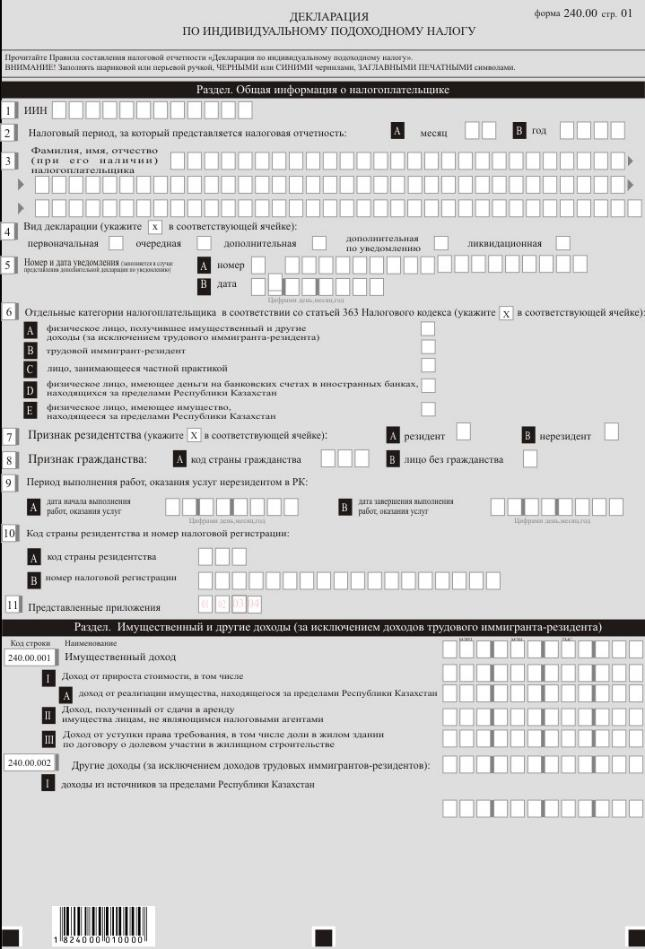 ДЕКЛАРАЦИЯ
ПО ИНДИВИДУАЛЬНОМУ ПОДОХОДНОМУ НАЛОГУ
форма 240.00 стр. 01
Прочитайте Правила составления налоговой отчетности «Декларация по индивидуальному подоходному налогу».
ВНИМАНИЕ! Заполнять шариковой или перьевой ручкой, ЧЕРНЫМИ или СИНИМИ чернилами, ЗАГЛАВНЫМИ ПЕЧАТНЫМИ символами.
Раздел. Общая информация о налогоплательщике
1 ИИН
2 Налоговый период, за который представляется налоговая отчетность: A месяц B год
3 Фамилия, имя, отчество
(при его наличии)
налогоплательщика
4 Вид декларации (укажите X в соответствующей ячейке):
первоначальная очередная дополнительная дополнительная по уведомлению ликвидационная
5 Номер и дата уведомления (заполняется в случае
представления дополнительной декларации по уведомлению)
A номер
B дата
Цифрами день,месяц,год
6 Отдельные категории налогоплательщика в соответствии со статьей 363 Налогового кодекса (укажите X в соответствующей ячейке):
A физическое лицо, получившее имущественный и другие
доходы (за исключением трудового иммигранта-резидента)
B трудовой иммигрант-резидент
C лицо, занимающееся частной практикой
D физическое лицо, имеющее деньги на банковских счетах в иностранных банках,
находящихся за пределами Республики Казахстан
E физическое лицо, имеющее имущество,
находящееся за пределами Республики Казахстан
7 Признак резидентства (укажите X в соответствующей ячейке): A резидент B нерезидент
8 Признак гражданства: A код страны гражданства B лицо без гражданства
9 Период выполнения работ, оказания услуг нерезидентом в РК:
A дата начала выполнения
работ, оказания услуг
Цифрами день,месяц,год
B дата завершения выполнения
работ, оказания услуг
Цифрами день,месяц,год
10 Код страны резидентства и номер налоговой регистрации:
A код страны резидентства
B номер налоговой регистрации
11 Представленные приложения 01 02 03 04
Раздел. Имущественный и другие доходы (за исключением доходов трудового иммигранта-резидента)
Код строки Наименование
240.00.001 Имущественный доход
I Доход от прироста стоимости, в том числе
A доход от реализации имущества, находящегося за пределами Республики Казахстан
II Доход, полученный от сдачи в аренду
имущества лицам, не являющимся налоговыми агентами
III Доход от уступки права требования, в том числе доли в жилом здании
по договору о долевом участии в жилищном строительстве
240.00.002 Другие доходы (за исключением доходов трудовых иммигрантов-резидентов):
I доходы из источников за пределами Республики Казахстан
1 824000 010000